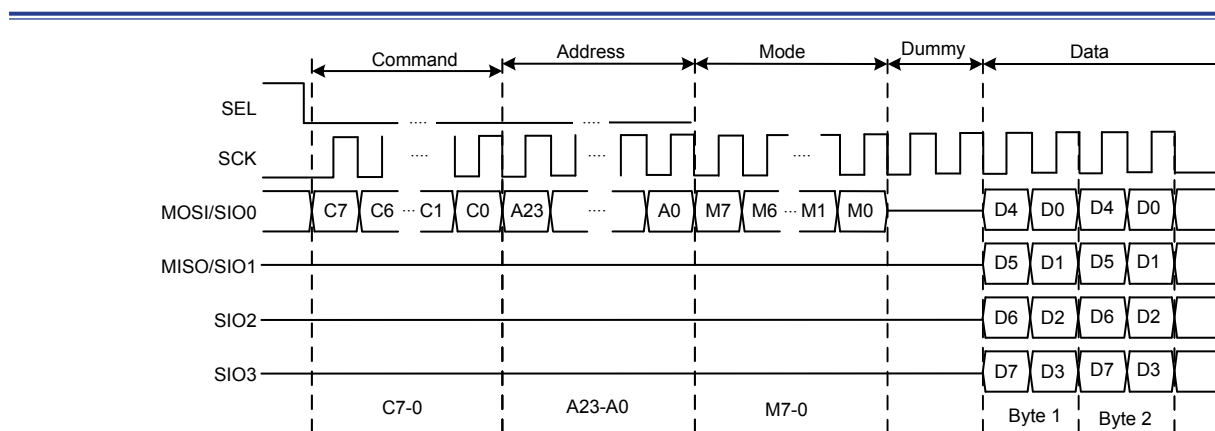 Command Address Mode Dummy Data
SEL .... ....
SCK .... .... ....
MOSI/SIO0 C7 C6 ... C1 C0 A23 .... A0 M7 M6 ... M1 M0 D4 D0 D4 D0
MISO/SIO1 D5 D1 D5 D1
SIO2 D6 D2 D6 D2
SIO3 D7 D3 D7 D3
C7-0 A23-A0 M7-0 Byte 1 Byte 2